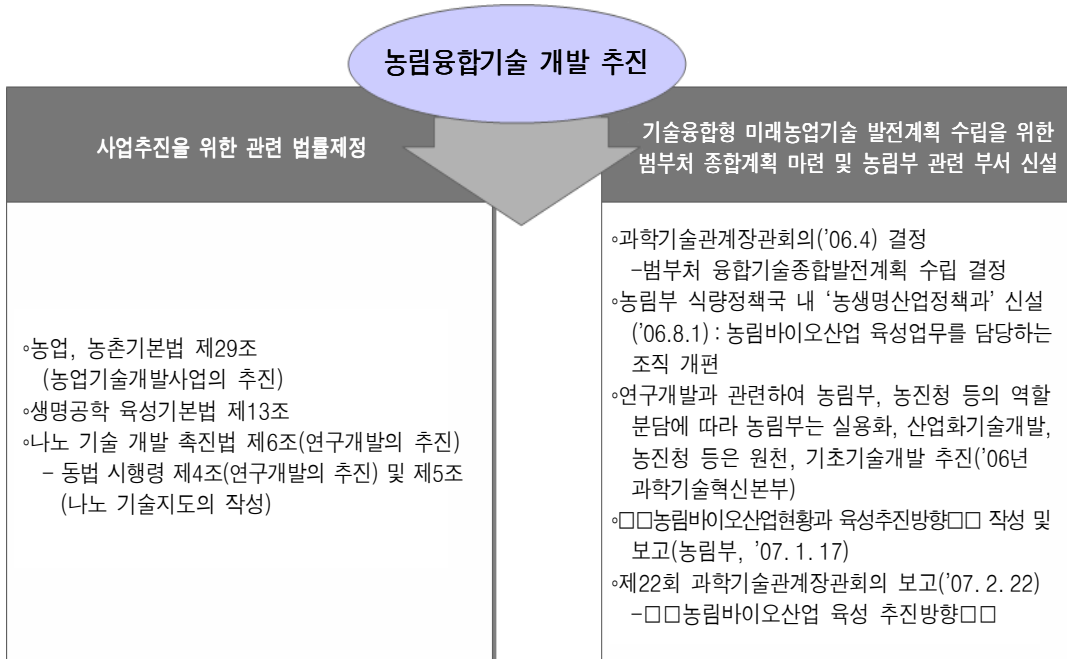 농림융합기술 개발 추진
사업추진을 위한 관련 법률제정
◦농업, 농촌기본법 제29조
(농업기술개발사업의 추진)
◦생명공학 육성기본법 제13조
◦나노 기술 개발 촉진법 제6조(연구개발의 추진)
- 동법 시행령 제4조(연구개발의 추진) 및 제5조
(나노 기술지도의 작성)
기술융합형 미래농업기술 발전계획 수립을 위한
범부처 종합계획 마련 및 농림부 관련 부서 신설
◦과학기술관계장관회의('06.4) 결정
-범부처 융합기술종합발전계획 수립 결정
◦농림부 식량정책국 내 ‘농생명산업정책과’ 신설
('06.8.1) : 농림바이오산업 육성업무를 담당하는
조직 개편
◦연구개발과 관련하여 농림부, 농진청 등의 역할
분담에 따라 농림부는 실용화, 산업화기술개발,
농진청 등은 원천, 기초기술개발 추진('06년
과학기술혁신본부)
◦□□농림바이오산업현황과 육성추진방향□□ 작성 및
보고(농림부, '07. 1. 17)
◦제22회 과학기술관계장관회의 보고('07. 2. 22)
-□□농림바이오산업 육성 추진방향□□